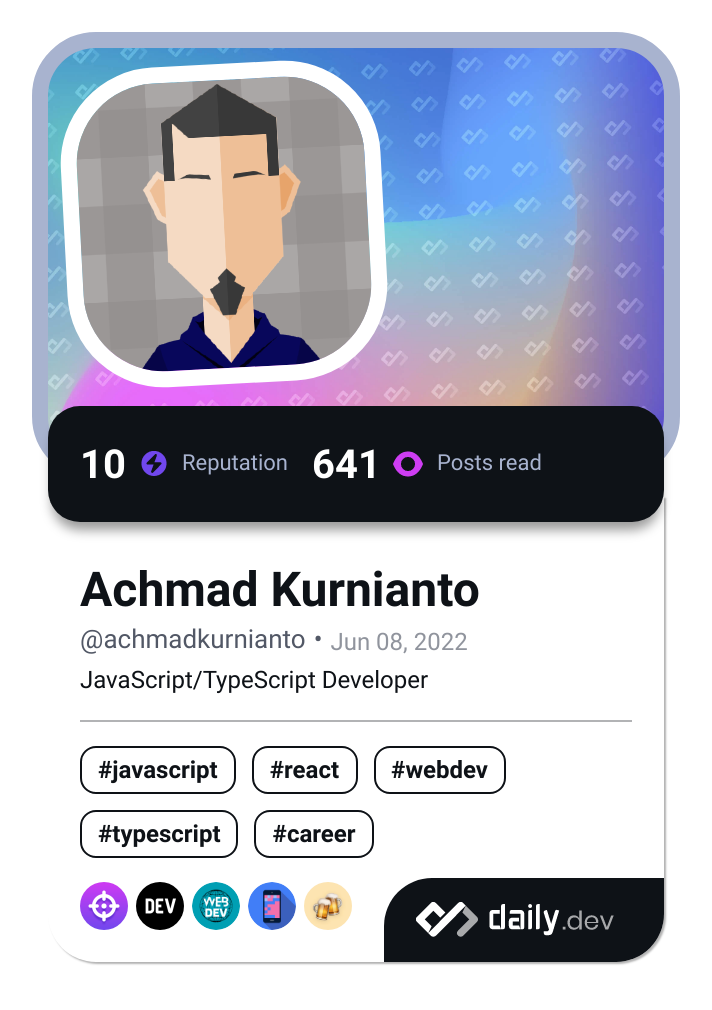 10 Reputation 641 Posts read
Achmad Kurnianto
@achmadkurnianto • Jun 08, 2022
JavaScript/TypeScript Developer
#javascript #react #webdev
#typescript #career
DEV WEB DEV
daily.dev